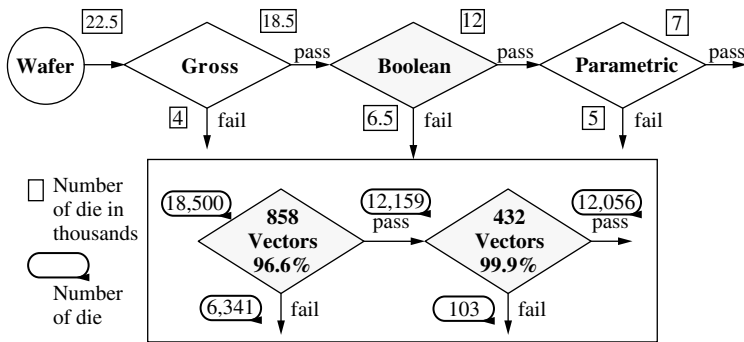 22.5
18.5
12
7
Wafer
Gross
pass
Boolean
pass
Parametric
pass
4
fail
6.5
fail
5
fail
Number
of die in
thousands
Number
of die
18,500
858
Vectors
96.6%
12,159
pass
432
Vectors
99.9%
12,056
pass
6,341
fail
103
fail